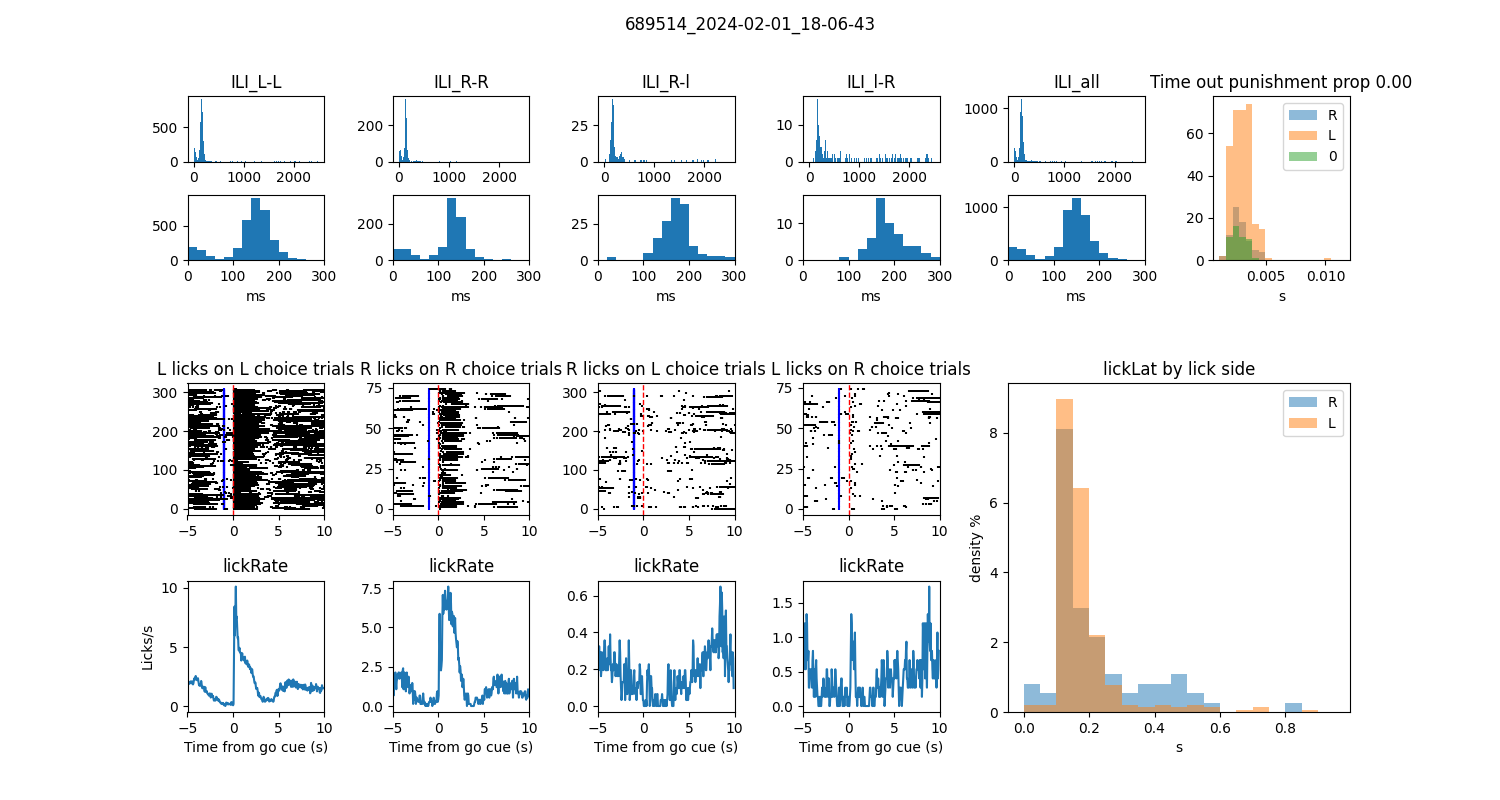 689514_2024-02-01_18-06-43
ILI_L-L ILI_R-R ILI_R-l ILI_l-R ILI_all Time out punishment prop 0.00
500 200 25 10 1000 60 R
40 L
20 0
0 0 0 0 0
0 1000 2000 0 1000 2000 0 1000 2000 0 1000 2000 0 1000 2000
500 200 25 10 1000
0 0 0 0 0 0
0 100 200 300 0 100 200 300 0 100 200 300 0 100 200 300 0 100 200 300 0.005 0.010
ms ms ms ms ms s
L licks on L choice trials R licks on R choice trials R licks on L choice trials L licks on R choice trials lickLat by lick side
300 75 300 75 R
200 50 200 50 L
100 25 100 25
0 0 0 0
−5 0 5 10 −5 0 5 10 −5 0 5 10 −5 0 5 10
lickRate lickRate lickRate lickRate
10 7.5 0.6 1.5
5 5.0 0.4 1.0
2.5 0.2 0.5
0 0.0 0.0 0.0
Licks/s
−5 0 5 10 −5 0 5 10 −5 0 5 10 −5 0 5 10
Time from go cue (s) Time from go cue (s) Time from go cue (s) Time from go cue (s)
density %
8
6
4
2
0
0.0 0.2 0.4 0.6 0.8
s